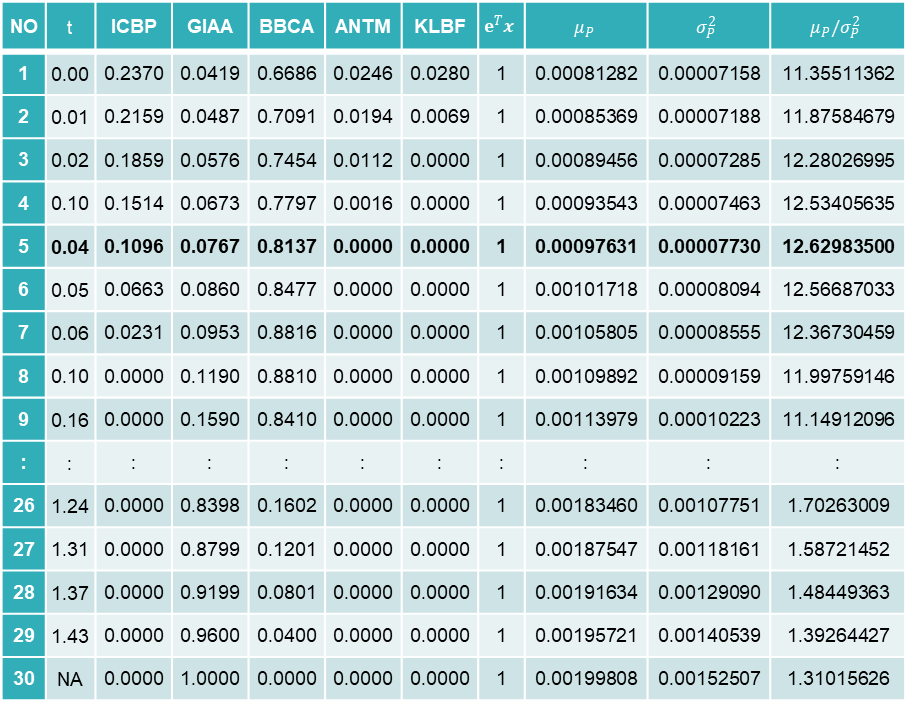 NO t ICBP GIAA BBCA ANTM KLBF eᵀx μ_P σ²_P μ_P/σ²_P
1 0.00 0.2370 0.0419 0.6686 0.0246 0.0280 1 0.00081282 0.00007158 11.35511362
2 0.01 0.2159 0.0487 0.7091 0.0194 0.0069 1 0.00085369 0.00007188 11.87584679
3 0.02 0.1859 0.0576 0.7454 0.0112 0.0000 1 0.00089456 0.00007285 12.28026995
4 0.10 0.1514 0.0673 0.7797 0.0016 0.0000 1 0.00093543 0.00007463 12.53405635
5 0.04 0.1096 0.0767 0.8137 0.0000 0.0000 1 0.00097631 0.00007730 12.62983500
6 0.05 0.0663 0.0860 0.8477 0.0000 0.0000 1 0.00101718 0.00008094 12.56687033
7 0.06 0.0231 0.0953 0.8816 0.0000 0.0000 1 0.00105805 0.00008555 12.36730459
8 0.10 0.0000 0.1190 0.8810 0.0000 0.0000 1 0.00109892 0.00009159 11.99759146
9 0.16 0.0000 0.1590 0.8410 0.0000 0.0000 1 0.00113979 0.00010223 11.14912096
: : : : : : : : : : :
26 1.24 0.0000 0.8398 0.1602 0.0000 0.0000 1 0.00183460 0.00107751 1.70263009
27 1.31 0.0000 0.8799 0.1201 0.0000 0.0000 1 0.00187547 0.00118161 1.58721452
28 1.37 0.0000 0.9199 0.0801 0.0000 0.0000 1 0.00191634 0.00129090 1.48449363
29 1.43 0.0000 0.9600 0.0400 0.0000 0.0000 1 0.00195721 0.00140539 1.39264427
30 NA 0.0000 1.0000 0.0000 0.0000 0.0000 1 0.00199808 0.00152507 1.31015626